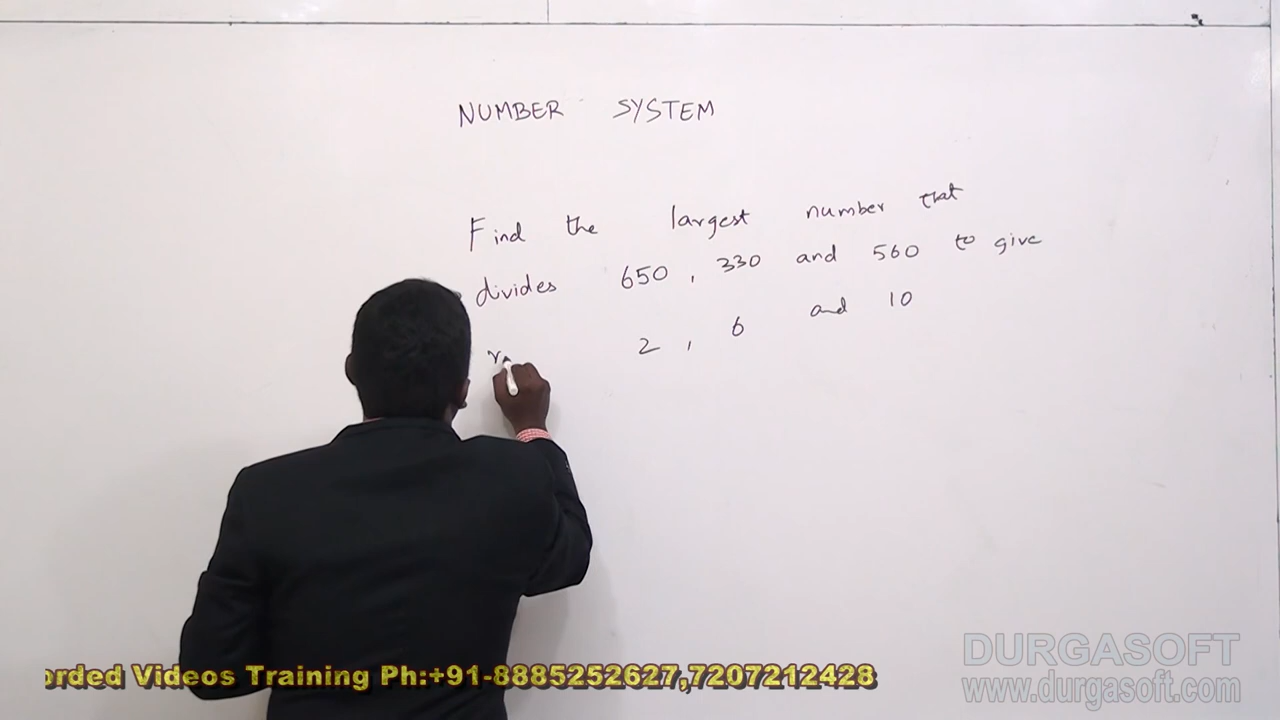 NUMBER SYSTEM
Find the largest number that
divides 650, 330 and 560 to give
2, 6 and 10
orded Videos Training Ph:+91-8885252627,7207212428
DURGASOFT
www.durgasoft.com